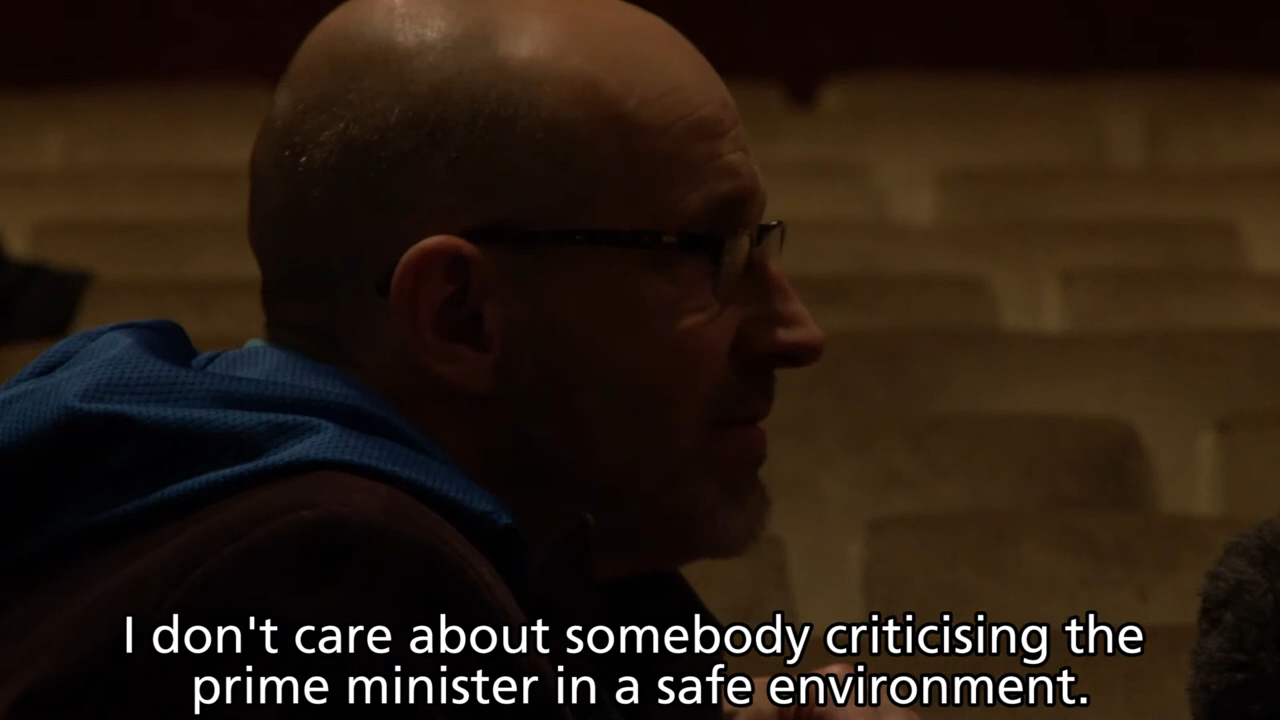 I don't care about somebody criticising the
prime minister in a safe environment.